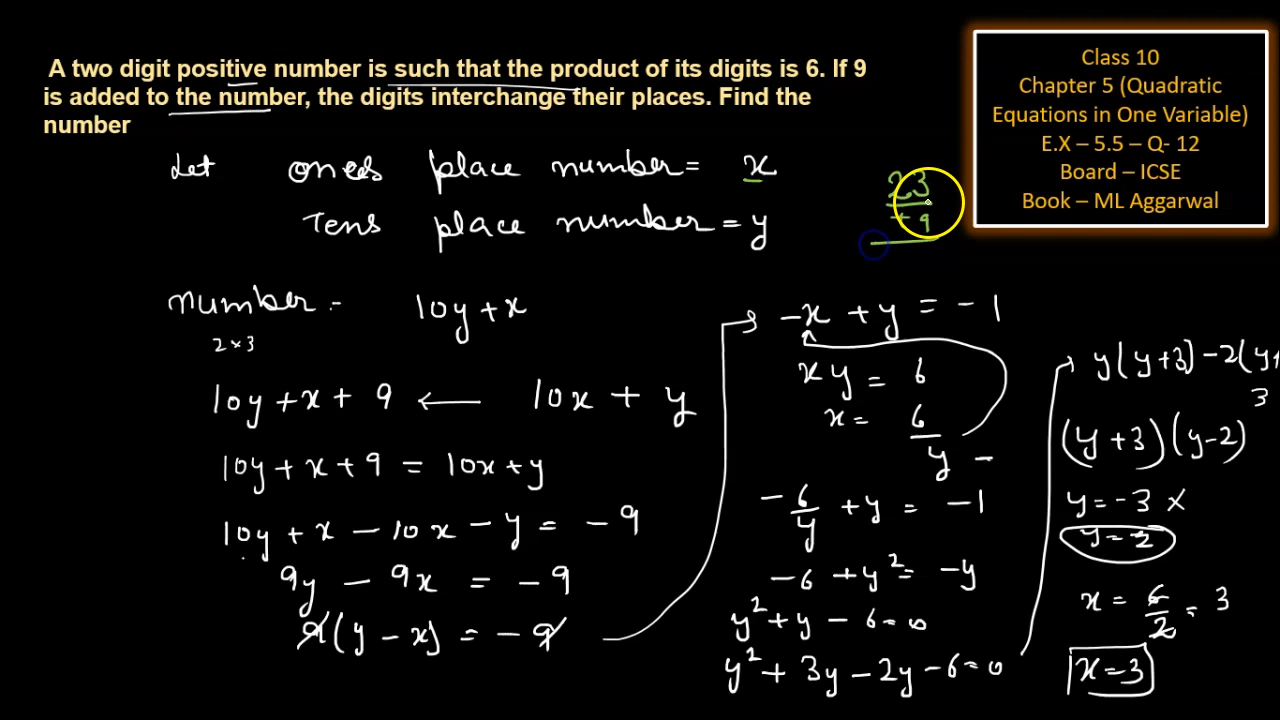 A two digit positive number is such that the product of its digits is 6. If 9
is added to the number, the digits interchange their places. Find the
number
Class 10
Chapter 5 (Quadratic
Equations in One Variable)
E.X – 5.5 – Q- 12
Board – ICSE
Book – ML Aggarwal
Let ones place number = x
Tens place number = y
23
+ 9
number = 10y + x
2 × 3
10y + x + 9 ← 10x + y
10y + x + 9 = 10x + y
10y + x - 10x - y = - 9
9y - 9x = - 9
9(y - x) = - 9
-x + y = -1
xy = 6
x = 6/y
-6/y + y = -1
-6 + y² = -y
y² + y - 6 = 0
y² + 3y - 2y - 6 = 0
y(y+3) - 2(y+
3
(y+3)(y-2)
y = -3 ×
y = 2
x = 6/2 = 3
x = 3